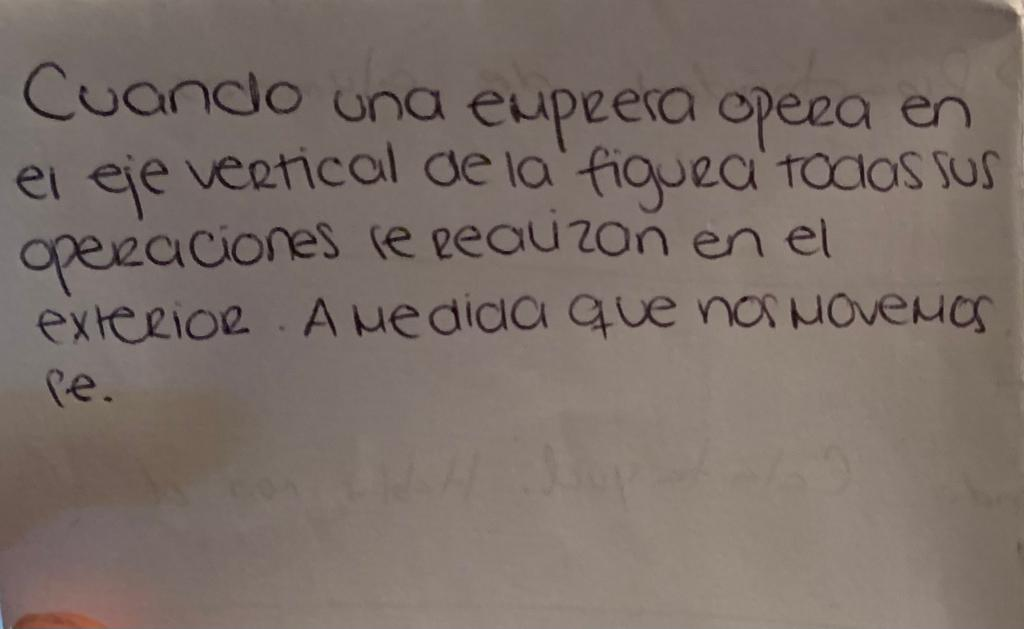 Cuando una empresa opera en
el eje vertical de la figura todas sus
operaciones se realizan en el
exterior. A medida que nos movemos
se.